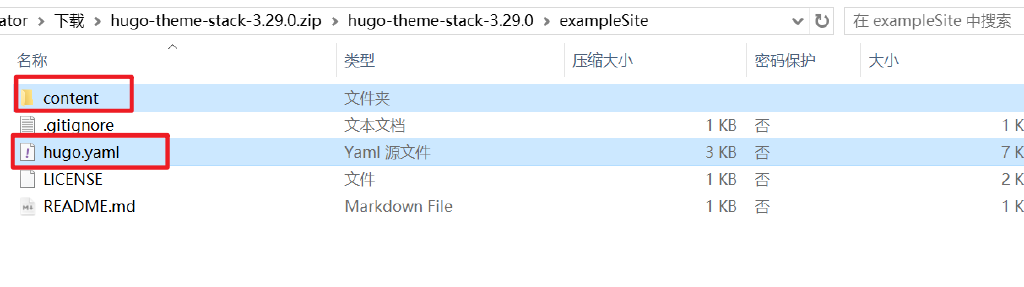 ator › 下载 › hugo-theme-stack-3.29.0.zip › hugo-theme-stack-3.29.0 › exampleSite 在 exampleSite 中搜索
名称 类型 压缩大小 密码保护 大小
content 文件夹
.gitignore 文本文档 1 KB 否 1 K
hugo.yaml Yaml 源文件 3 KB 否 7 K
LICENSE 文件 1 KB 否 2 K
README.md Markdown File 1 KB 否 1 K